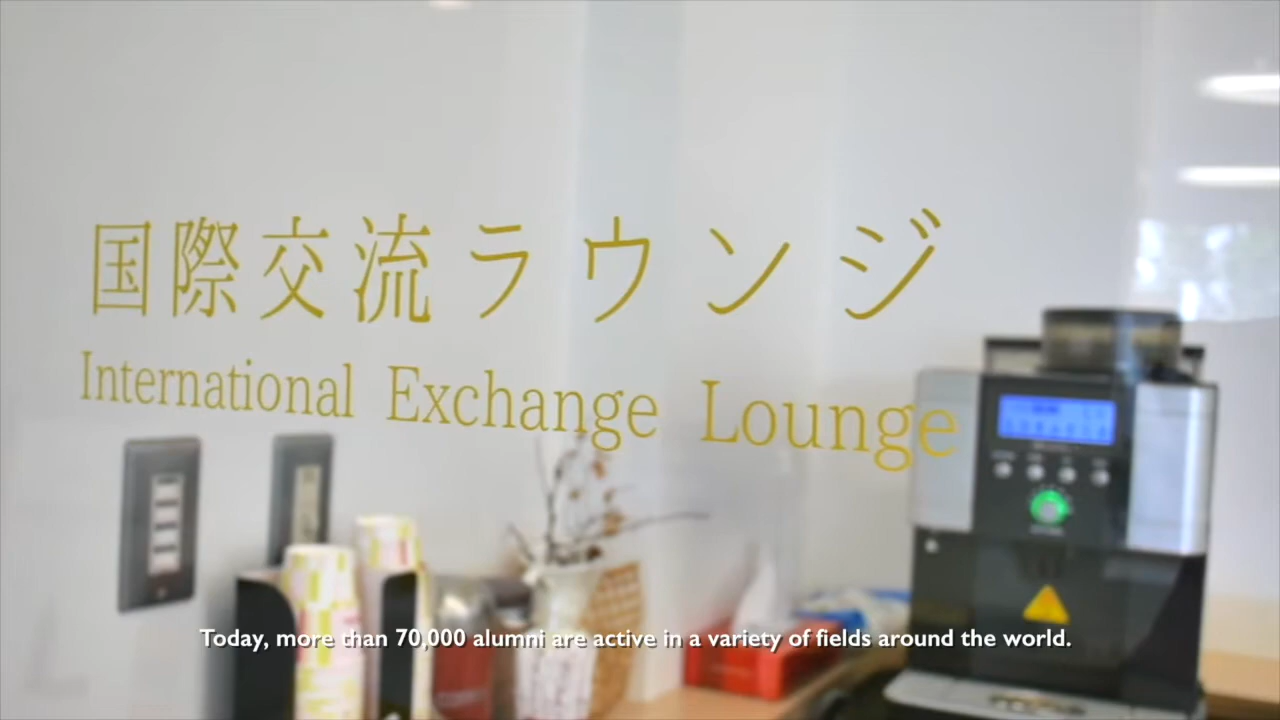 国際交流ラウンジ
International Exchange Lounge
Today, more than 70,000 alumni are active in a variety of fields around the world.